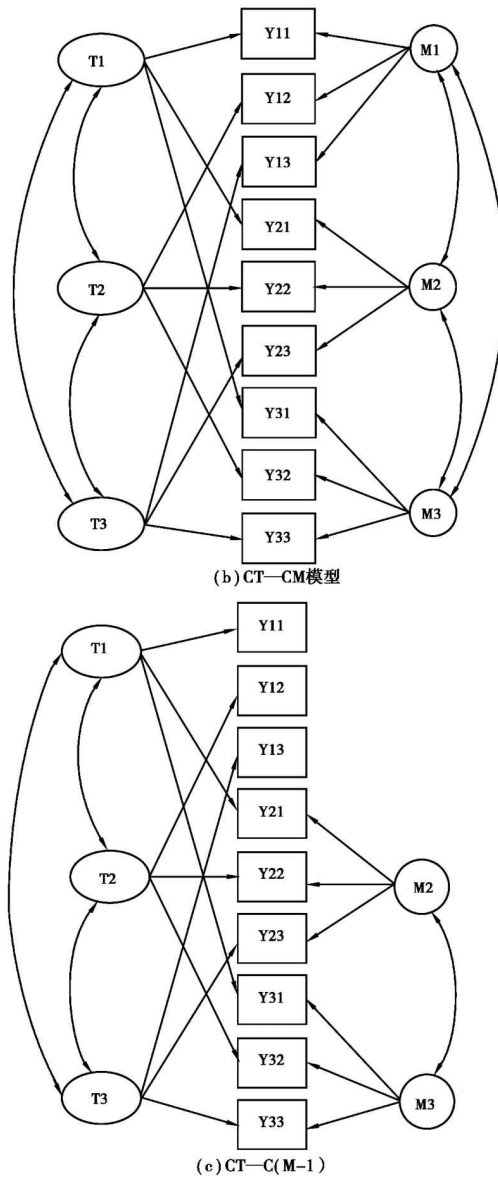 Y11
T1
M1
Y12
Y13
Y21
T2
Y22
M2
Y23
Y31
Y32
T3
M3
Y33
(b)CT—CM模型
Y11
T1
Y12
Y13
Y21
T2
Y22
M2
Y23
Y31
Y32
T3
M3
Y33
(c)CT—C(M-1)